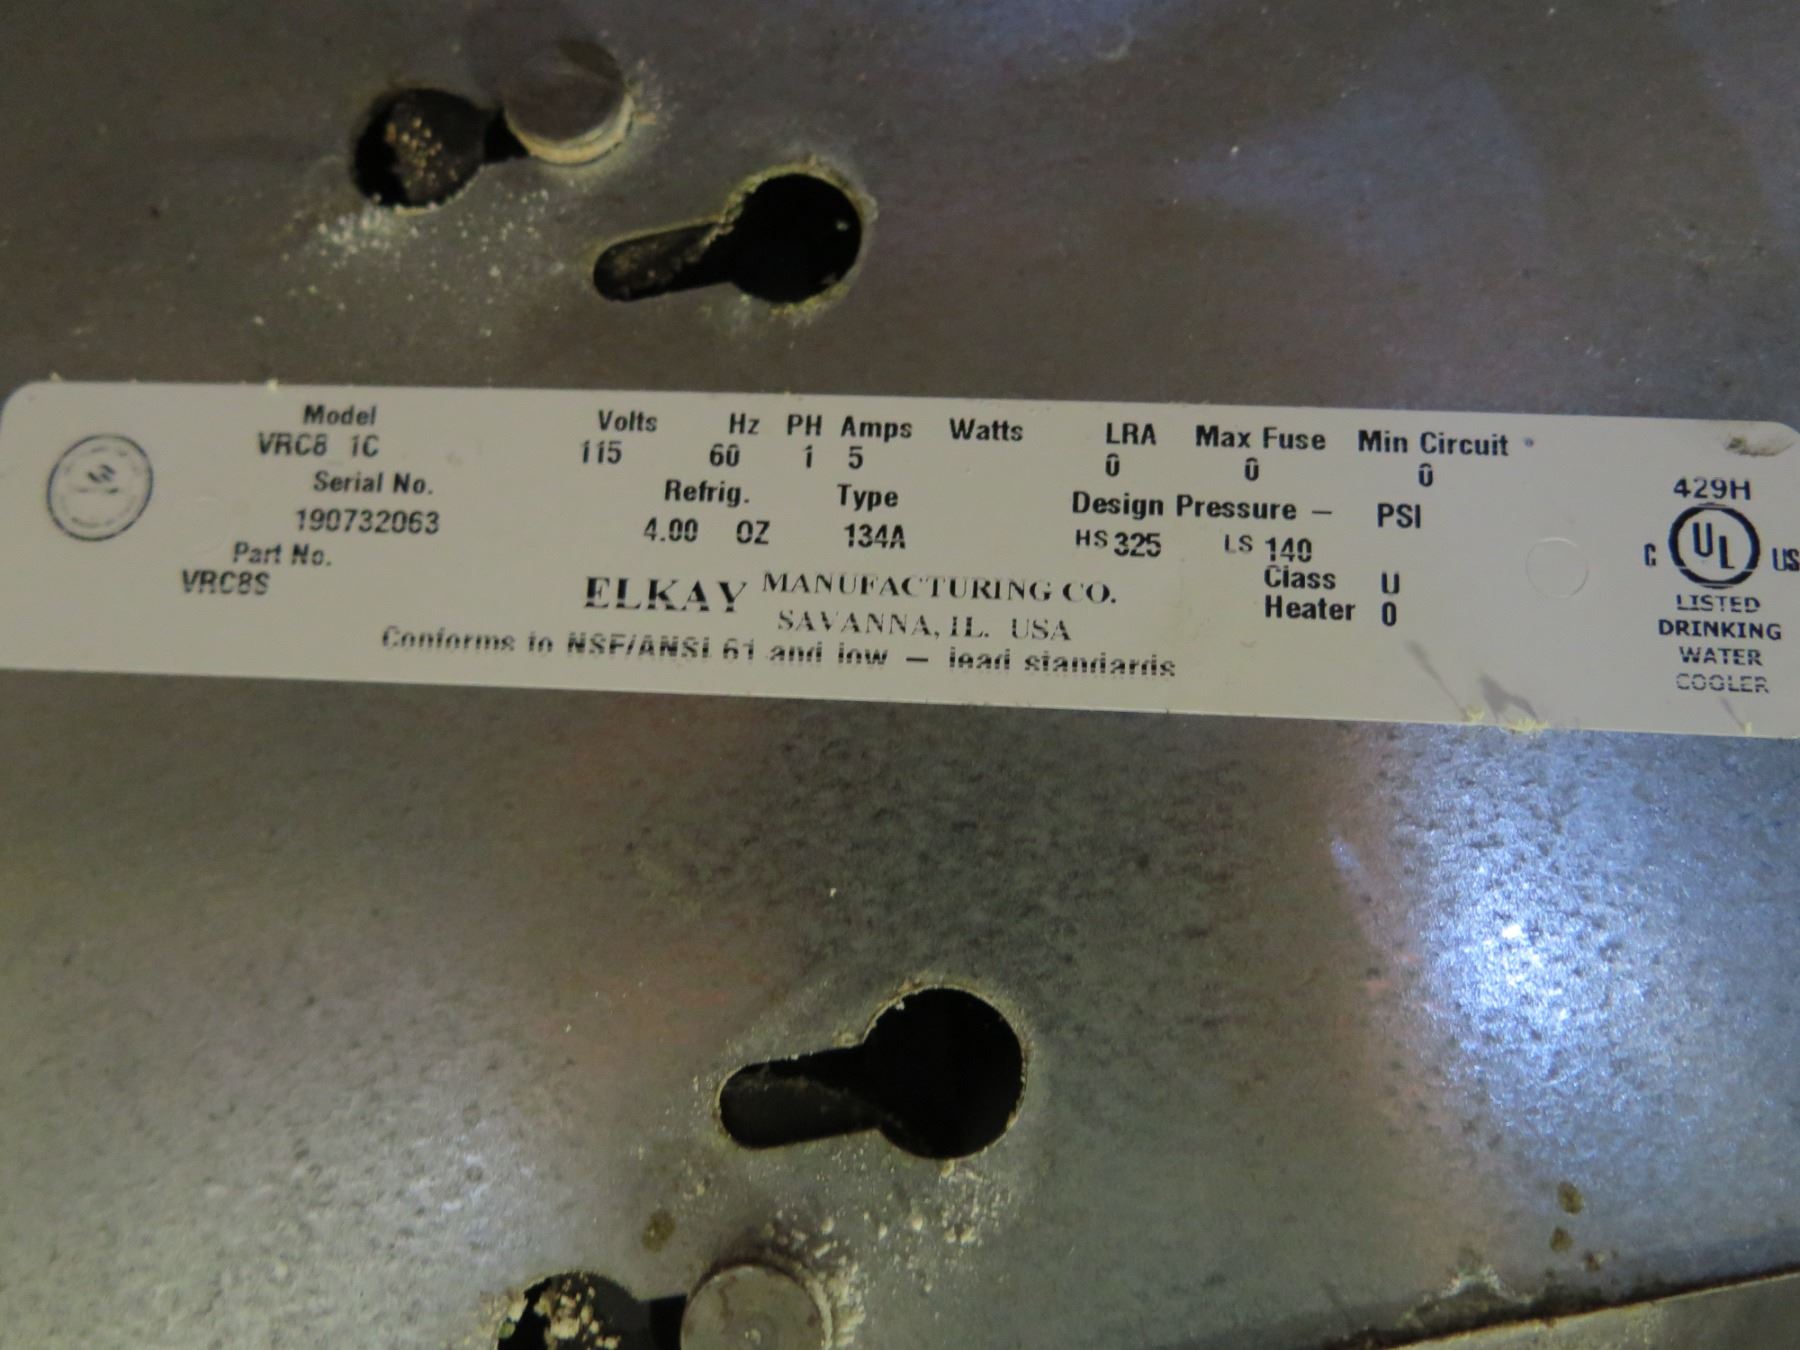 Model Volts Hz PH Amps Watts LRA Max Fuse Min Circuit
VRC8 1C 115 60 1 5 0 0 0
Serial No. Refrig. Type Design Pressure — PSI
190732063 4.00 OZ 134A HS 325 LS 140
Part No. Class U
VRC8S Heater 0
ELKAY MANUFACTURING CO.
SAVANNA, IL. USA
Conforms to NSF/ANSI 61 and low — lead standards
429H
C UL US
LISTED
DRINKING
WATER
COOLER